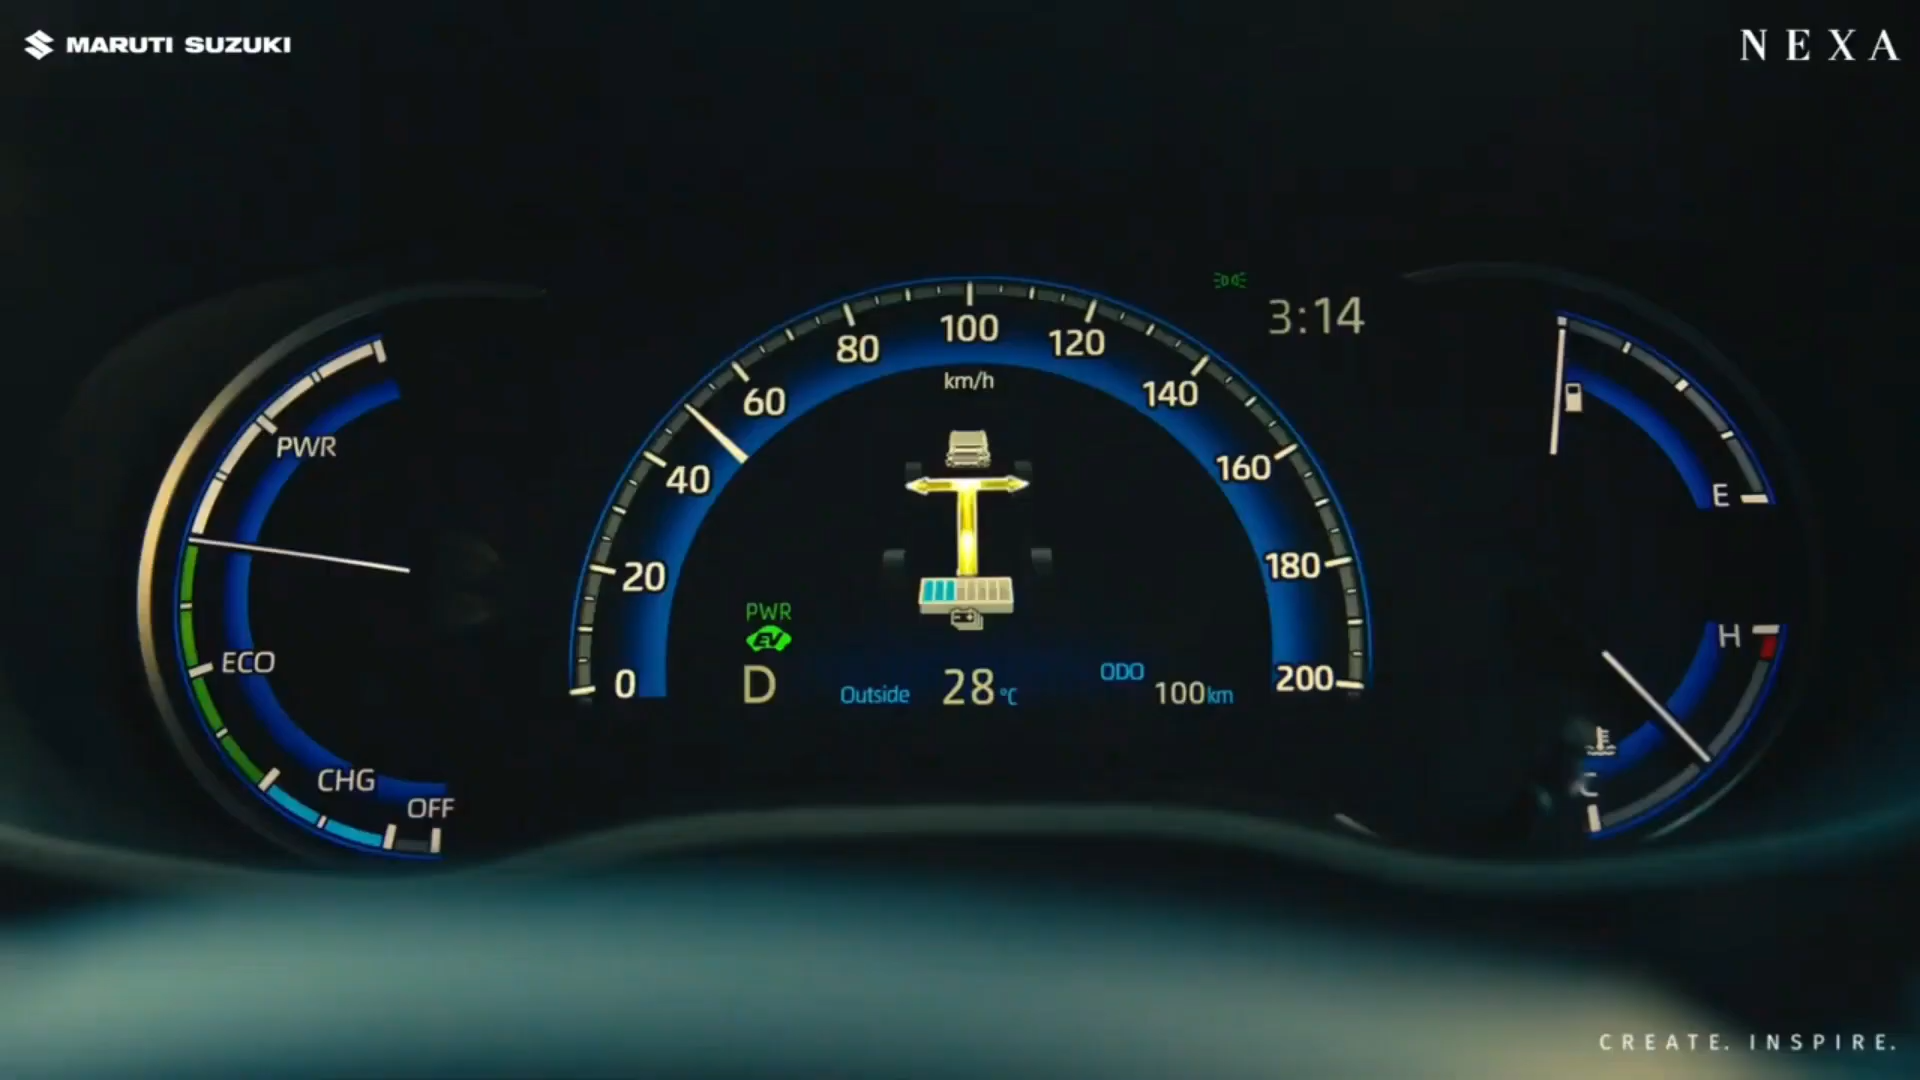 MARUTI SUZUKI
NEXA
3:14
80
100
120
km/h
60
140
40
160
20
180
0
200
PWR
ECO
CHG
OFF
PWR
EV
D
Outside 28°C
ODO
100km
E
H
C
CREATE. INSPIRE.